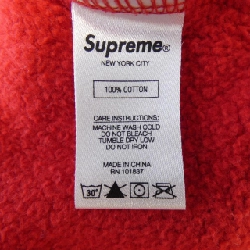 Supreme®
NEW YORK CITY
100% COTTON
CARE INSTRUCTIONS:
MACHINE WASH COLD
DO NOT BLEACH
TUMBLE DRY LOW
DO NOT IRON
MADE IN CANADA
RN 101837
30°